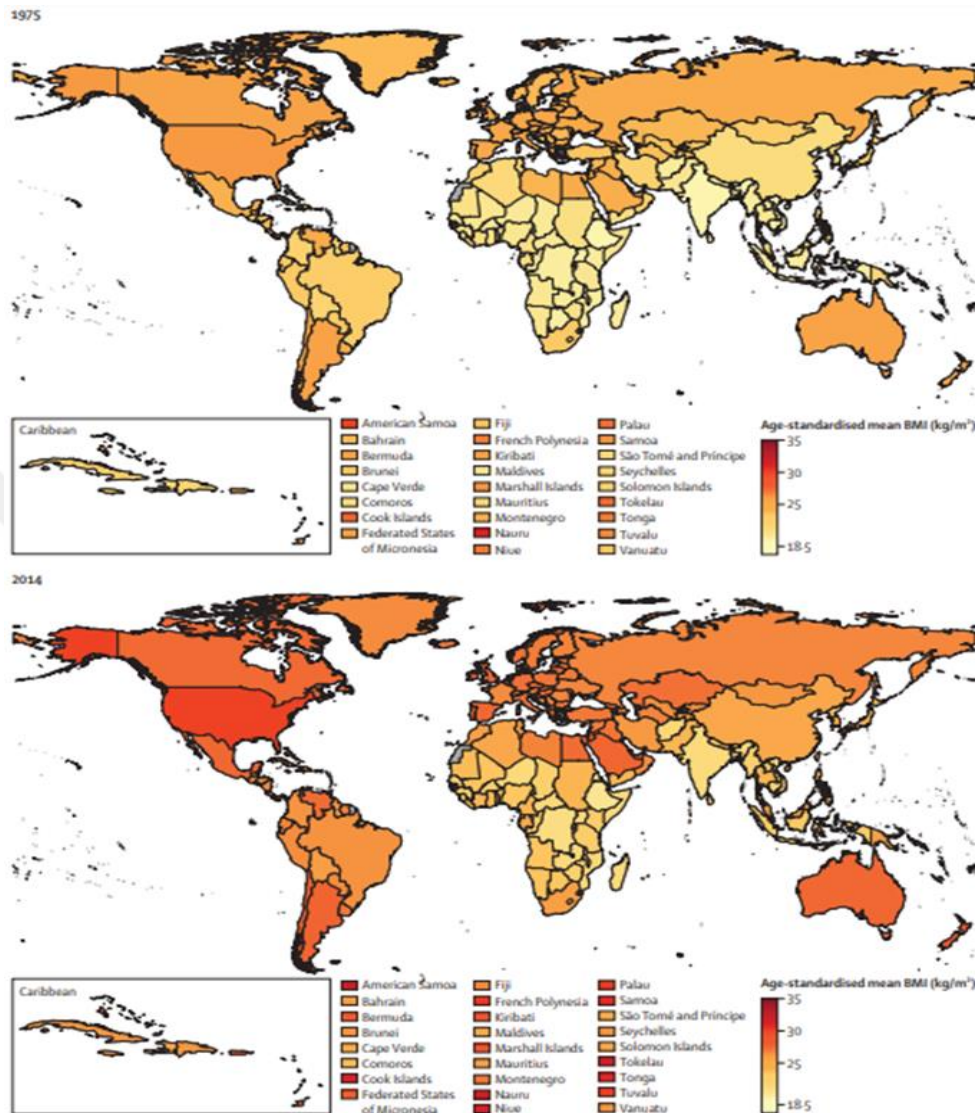 1975
Caribbean
American Samoa
Bahrain
Bermuda
Brunei
Cape Verde
Comoros
Cook Islands
Federated States
of Micronesia
Fiji
French Polynesia
Kiribati
Maldives
Marshall Islands
Mauritius
Montenegro
Nauru
Niue
Palau
Samoa
São Tomé and Príncipe
Seychelles
Solomon Islands
Tokelau
Tonga
Tuvalu
Vanuatu
Age-standardised mean BMI (kg/m²)
35
30
25
18·5
2014
Caribbean
American Samoa
Bahrain
Bermuda
Brunei
Cape Verde
Comoros
Cook Islands
Federated States
of Micronesia
Fiji
French Polynesia
Kiribati
Maldives
Marshall Islands
Mauritius
Montenegro
Nauru
Niue
Palau
Samoa
São Tomé and Príncipe
Seychelles
Solomon Islands
Tokelau
Tonga
Tuvalu
Vanuatu
Age-standardised mean BMI (kg/m²)
35
30
25
18·5